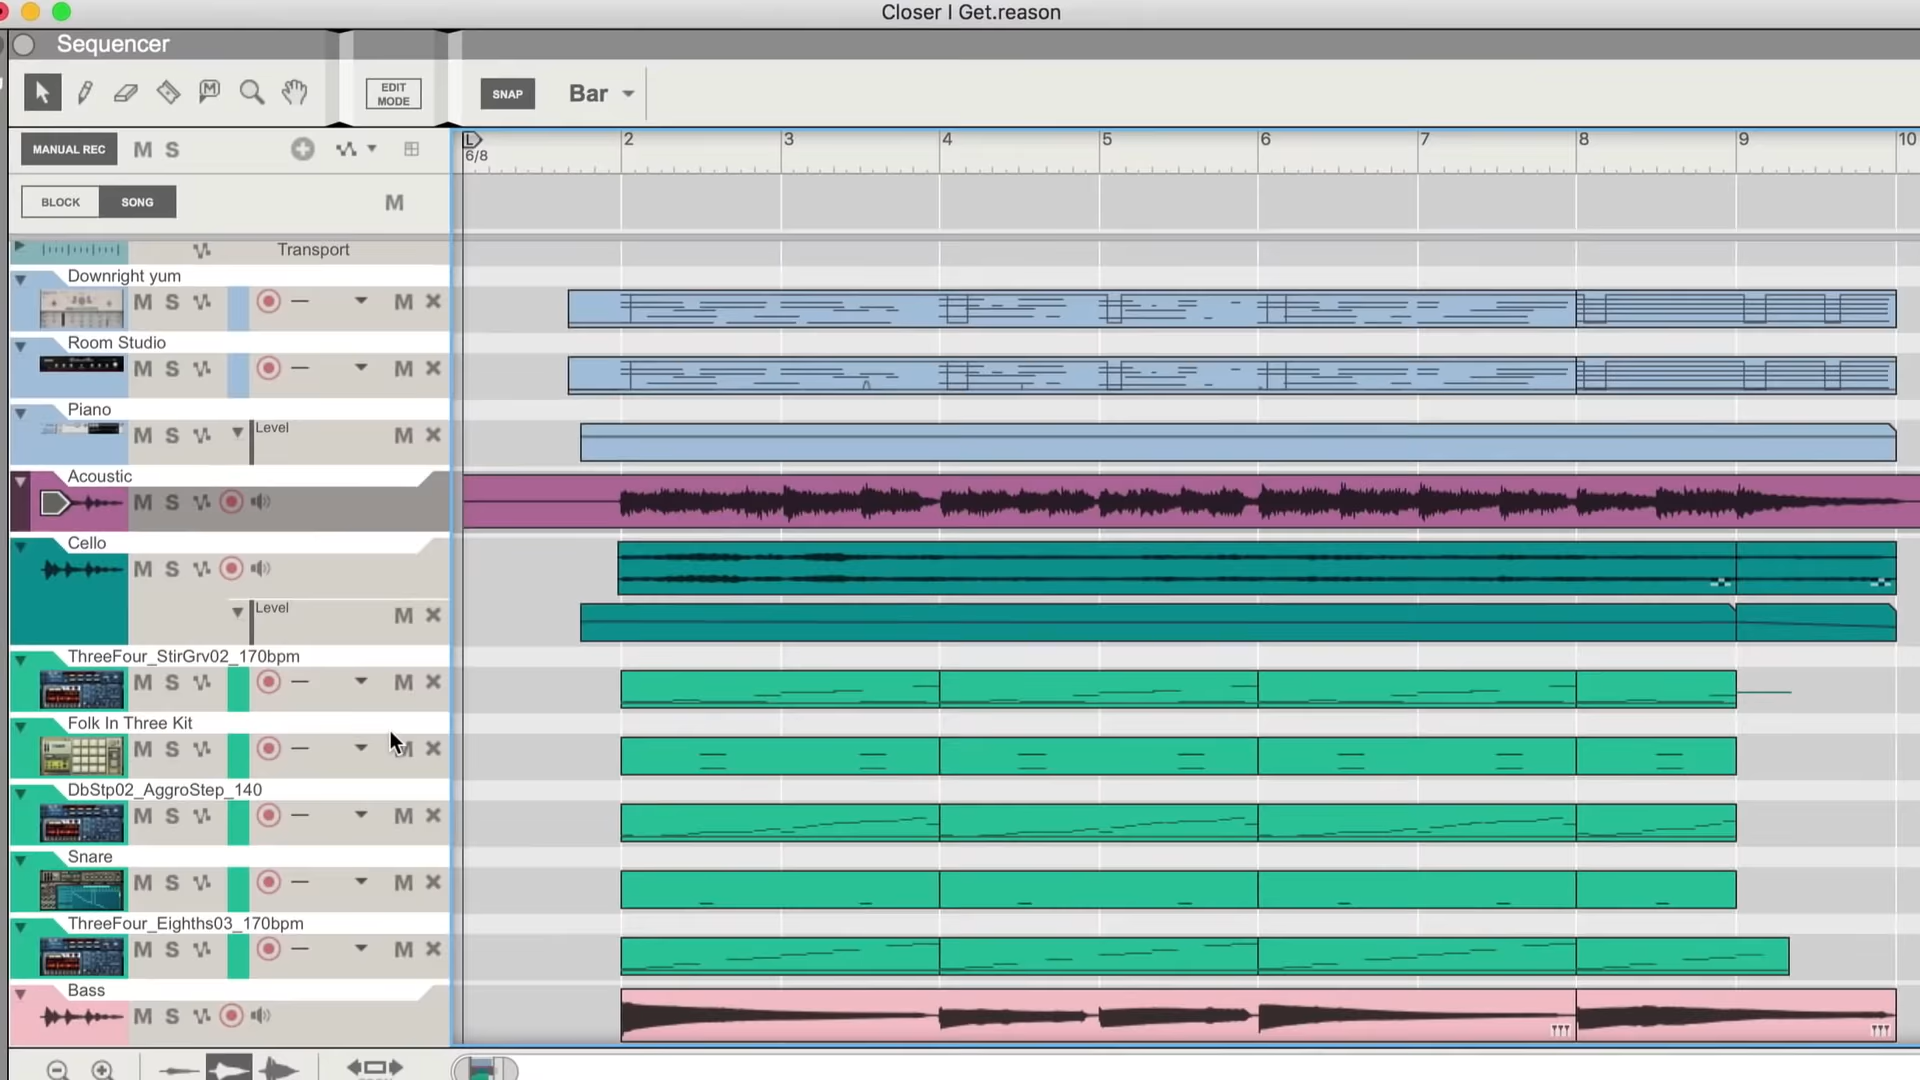 Closer I Get.reason
Sequencer
EDIT
MODE
SNAP
Bar
MANUAL REC
M S
L
2 3 4 5 6 7 8 9 10
6/8
BLOCK
SONG
M
Transport
Downright yum
M S M
Room Studio
M S M
Piano
M S Level M
Acoustic
M S
Cello
M S
Level M
ThreeFour_StirGrv02_170bpm
M S M
Folk In Three Kit
M S M
DbStp02_AggroStep_140
M S M
Snare
M S M
ThreeFour_Eighths03_170bpm
M S M
Bass
M S